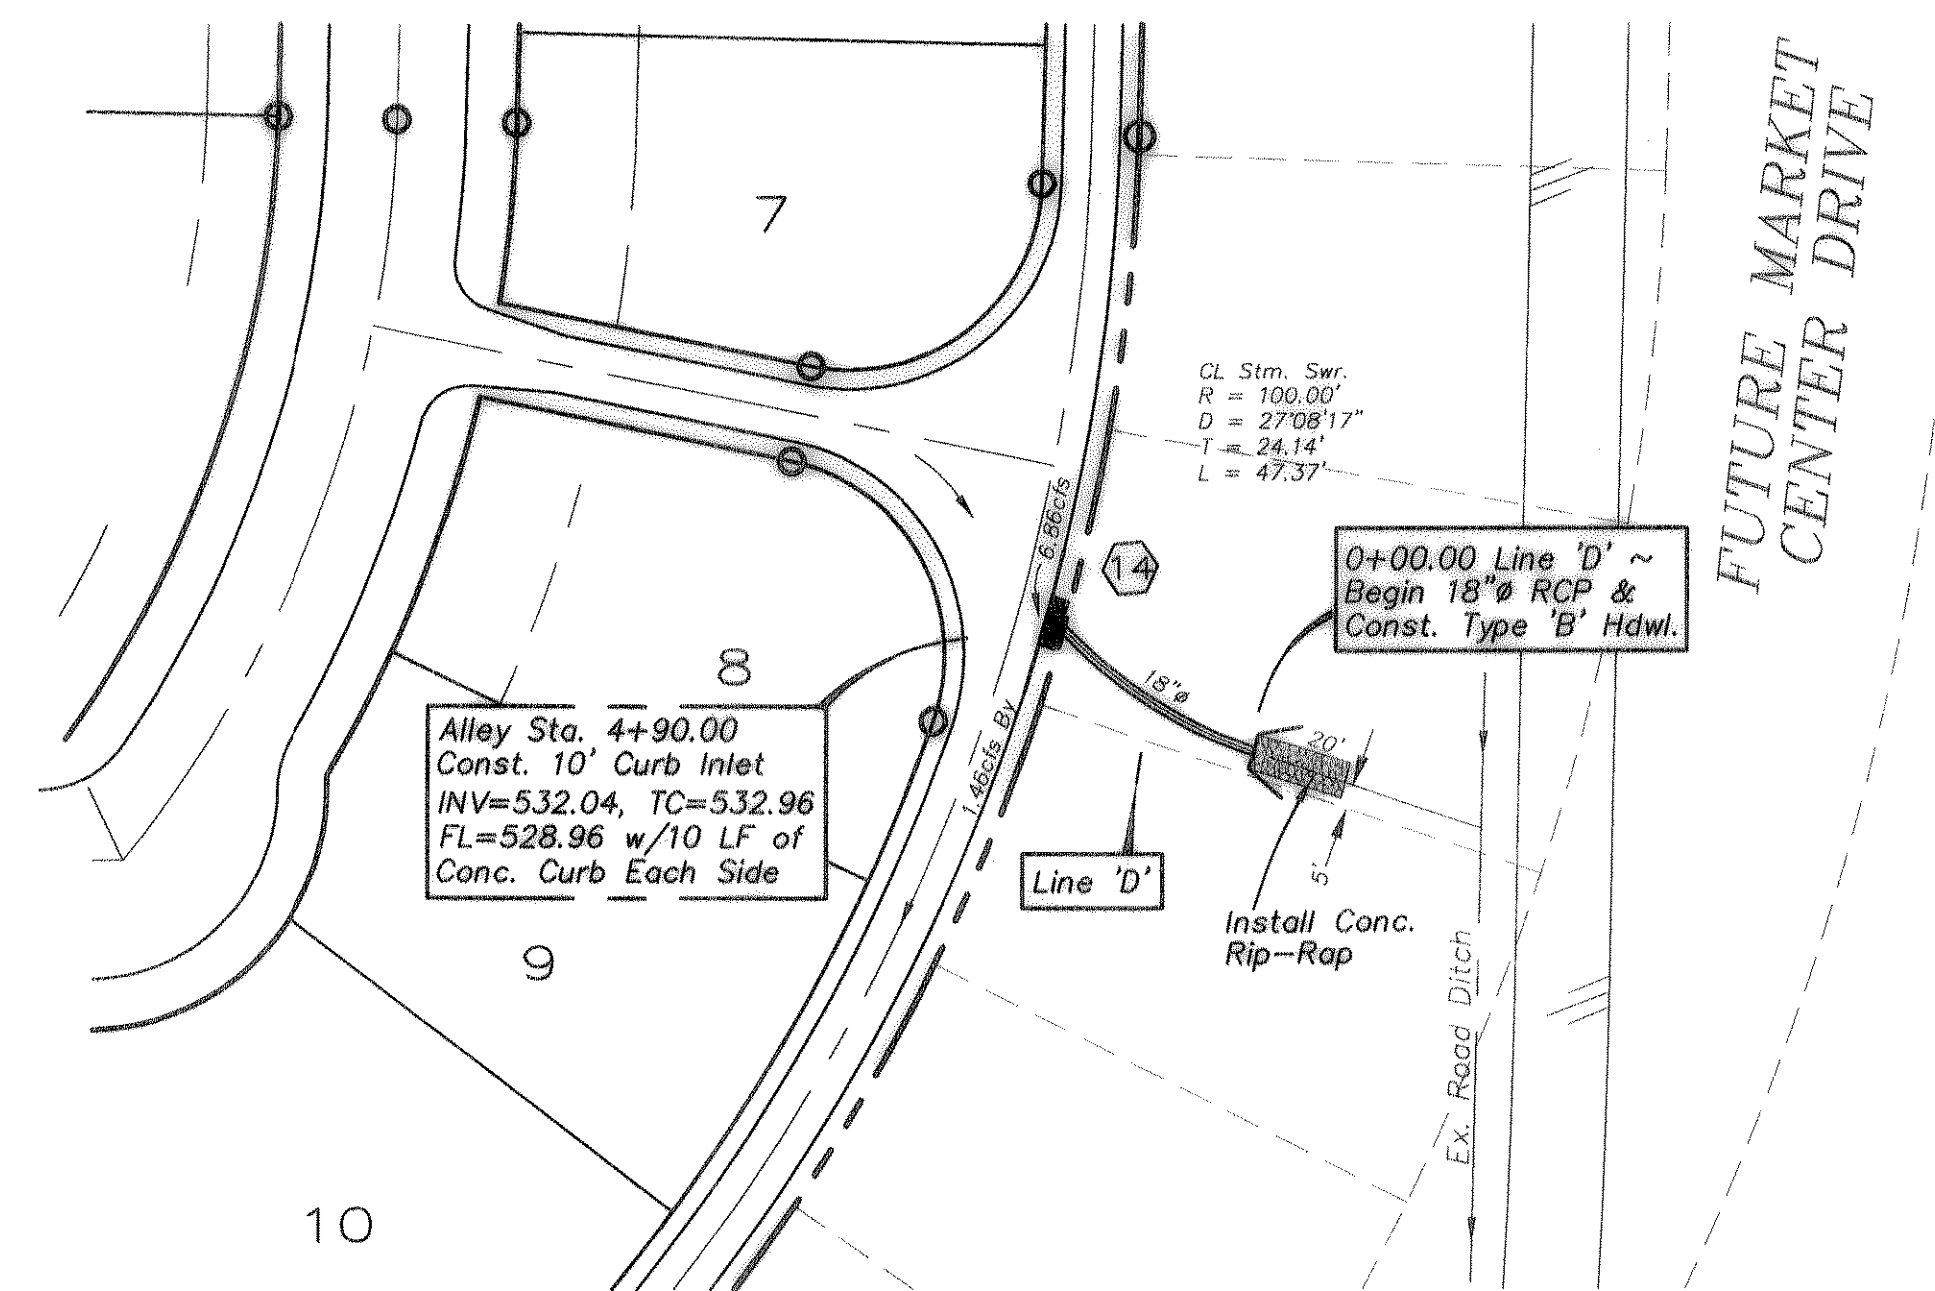 FUTURE MARKET
CENTER DRIVE
7
CL Stm. Swr.
R = 100.00'
D = 27°08'17"
T = 24.14'
L = 47.37'
6.86cfs
14
0+00.00 Line 'D' ~
Begin 18"ø RCP &
Const. Type 'B' Hdwl.
8
18"ø
Alley Sta. 4+90.00
Const. 10' Curb Inlet
INV=532.04, TC=532.96
FL=528.96 w/10 LF of
Conc. Curb Each Side
1.46cfs By
20'
5'
Line 'D'
Install Conc.
Rip-Rap
9
Ex. Road Ditch
10